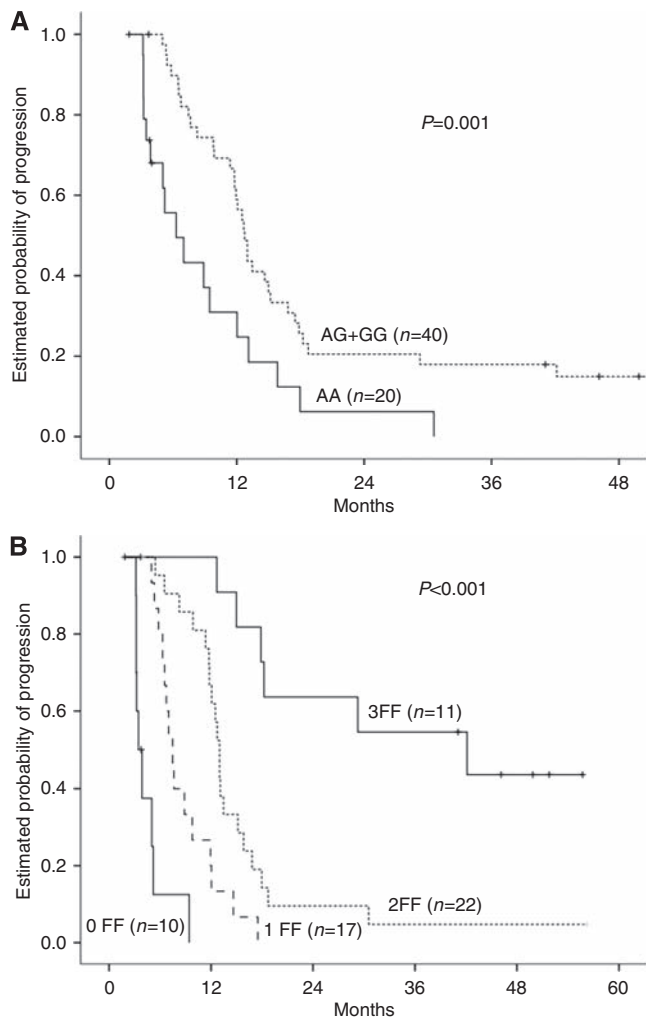 A
1.0
0.8
0.6
0.4
0.2
0.0
Estimated probability of progression
P=0.001
AG+GG (n=40)
AA (n=20)
0 12 24 36 48
Months
B
1.0
0.8
0.6
0.4
0.2
0.0
Estimated probability of progression
P<0.001
3FF (n=11)
2FF (n=22)
0 FF (n=10)
1 FF (n=17)
0 12 24 36 48 60
Months